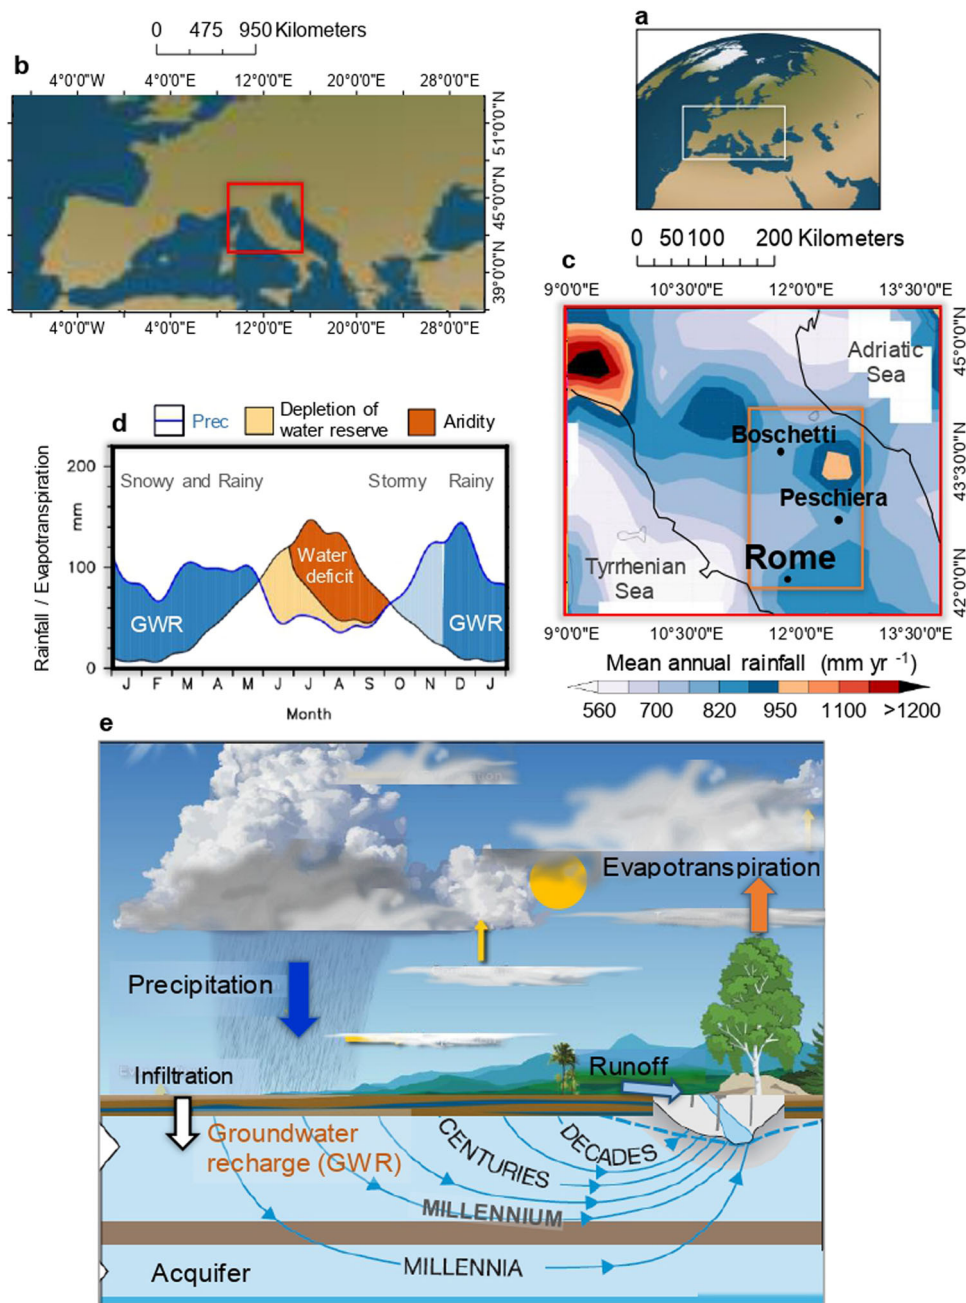 a
0 475 950 Kilometers
b
4°0'0"W 4°0'0"E 12°0'0"E 20°0'0"E 28°0'0"E
51°0'0"N
45°0'0"N
39°0'0"N
4°0'0"W 4°0'0"E 12°0'0"E 20°0'0"E 28°0'0"E
0 50 100 200 Kilometers
c
9°0'0"E 10°30'0"E 12°0'0"E 13°30'0"E
Adriatic
Sea
Boschetti
Peschiera
Rome
Tyrrhenian
Sea
45°0'0"N
43°30'0"N
42°0'0"N
9°0'0"E 10°30'0"E 12°0'0"E 13°30'0"E
Mean annual rainfall (mm yr -1)
560 700 820 950 1100 >1200
d
Prec
Depletion of
water reserve
Aridity
Rainfall / Evapotranspiration
mm
200
100
0
Snowy and Rainy
Stormy
Rainy
Water
deficit
GWR
GWR
J F M A M J J A S O N D J
Month
e
Evapotranspiration
Precipitation
Infiltration
Runoff
Groundwater
recharge (GWR)
DECADES
CENTURIES
MILLENNIUM
MILLENNIA
Acquifer